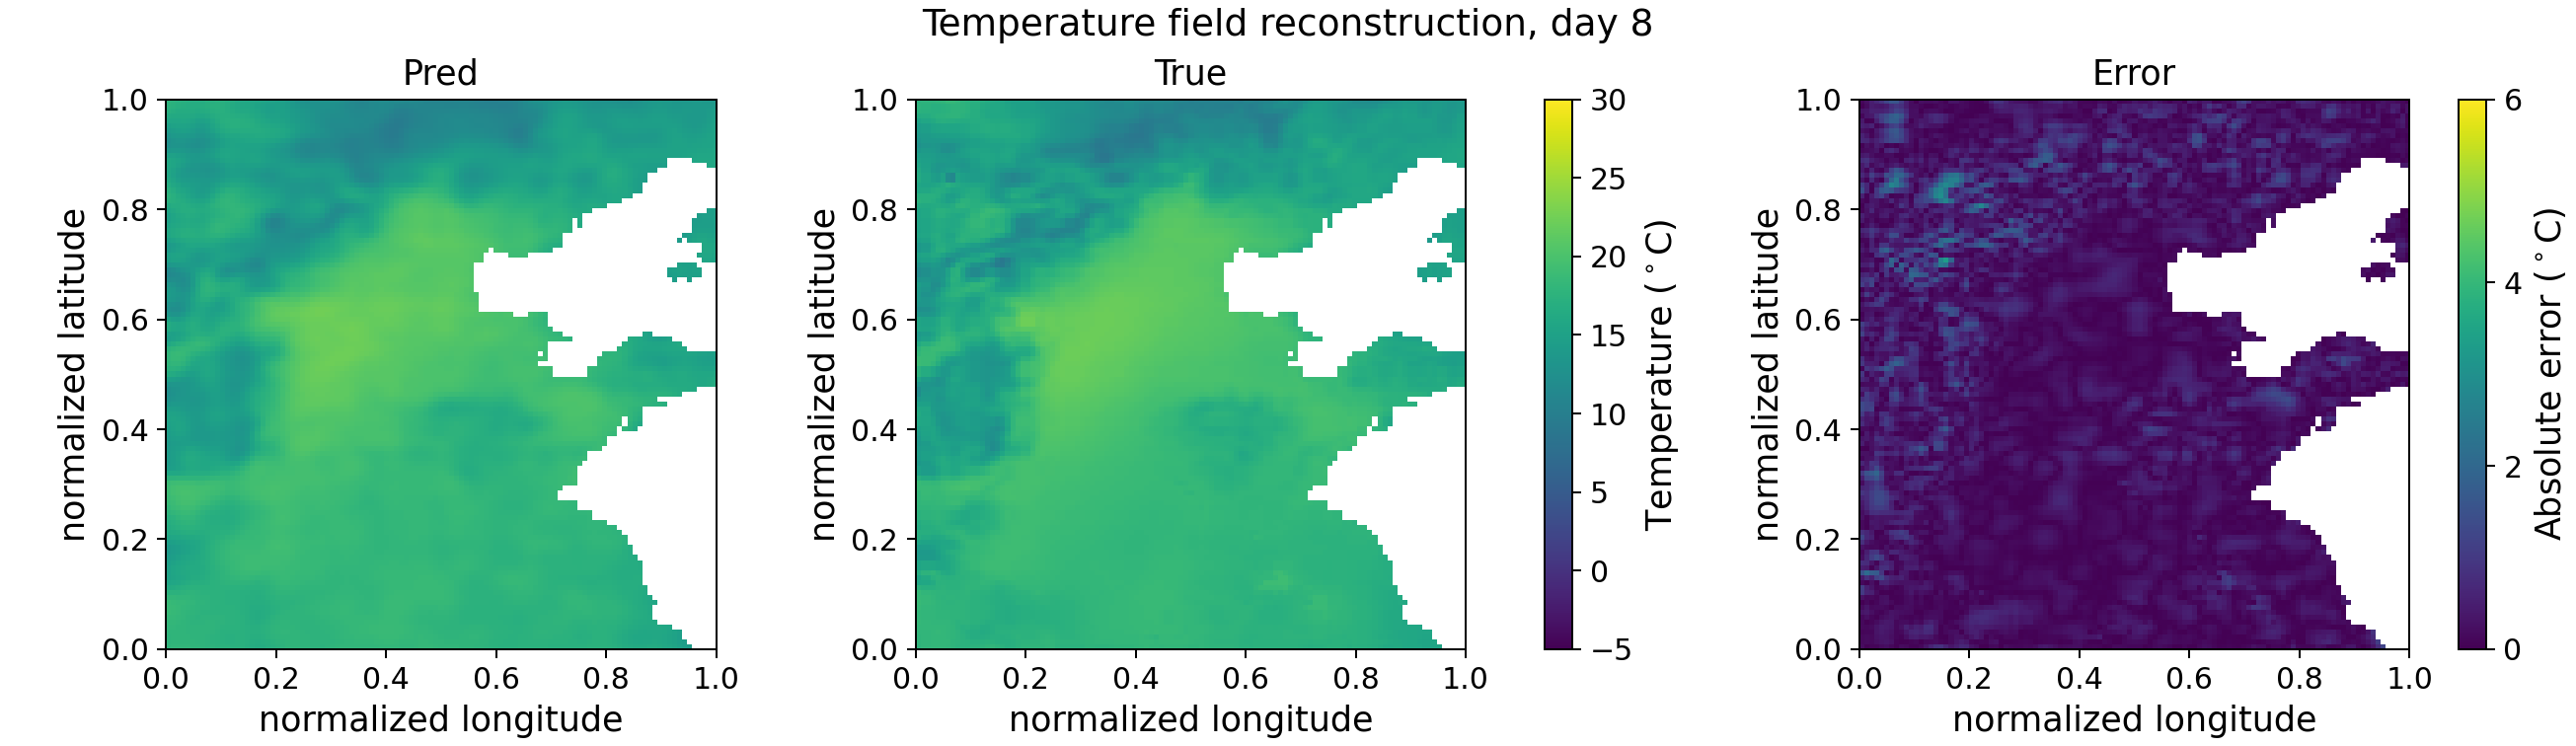 Temperature field reconstruction, day 8
Pred
1.0
0.8
0.6
0.4
0.2
0.0
normalized latitude
0.0 0.2 0.4 0.6 0.8 1.0
normalized longitude
True
1.0
0.8
0.6
0.4
0.2
0.0
normalized latitude
0.0 0.2 0.4 0.6 0.8 1.0
normalized longitude
30
25
20
15
10
5
0
−5
Temperature (°C)
Error
1.0
0.8
0.6
0.4
0.2
0.0
normalized latitude
0.0 0.2 0.4 0.6 0.8 1.0
normalized longitude
6
4
2
0
Absolute error (°C)